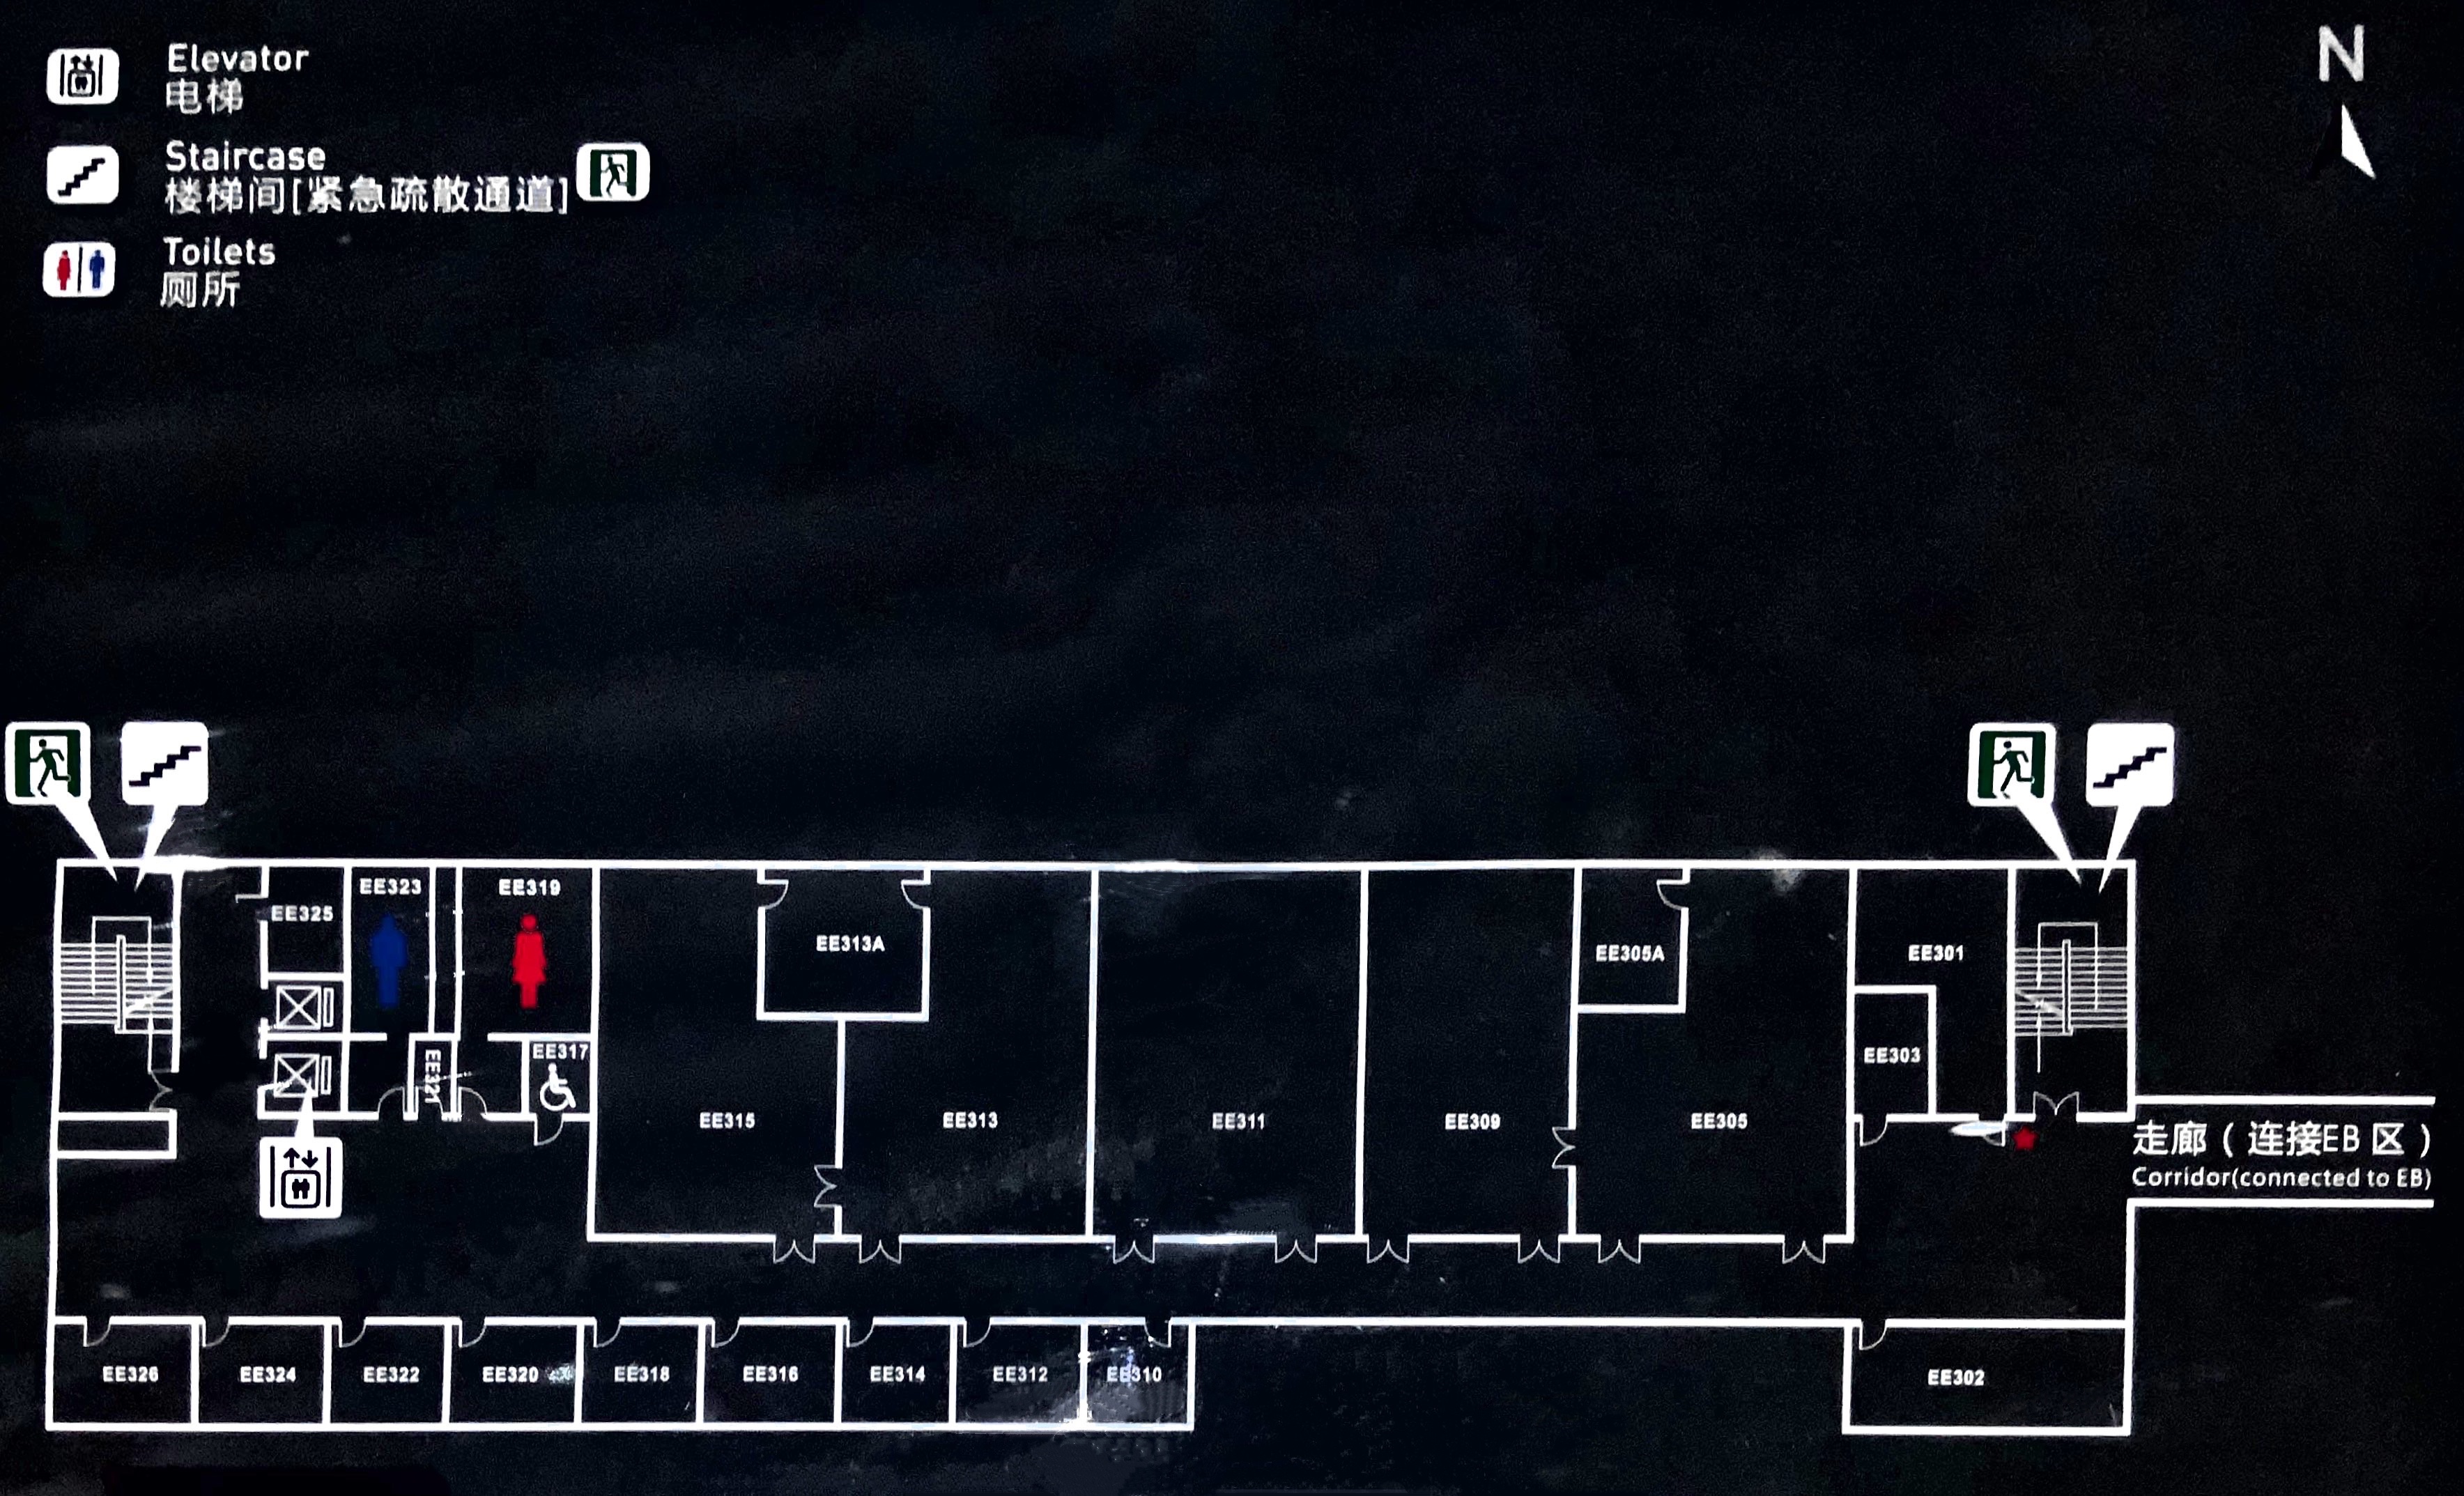 Elevator
电梯
Staircase
楼梯间[紧急疏散通道]
Toilets
厕所
N
EE323
EE319
EE325
EE313A
EE305A
EE301
EE317
EE321
EE303
EE315
EE313
EE311
EE309
EE305
走廊（连接EB 区）
Corridor(connected to EB)
EE326
EE324
EE322
EE320
EE318
EE316
EE314
EE312
EE310
EE302